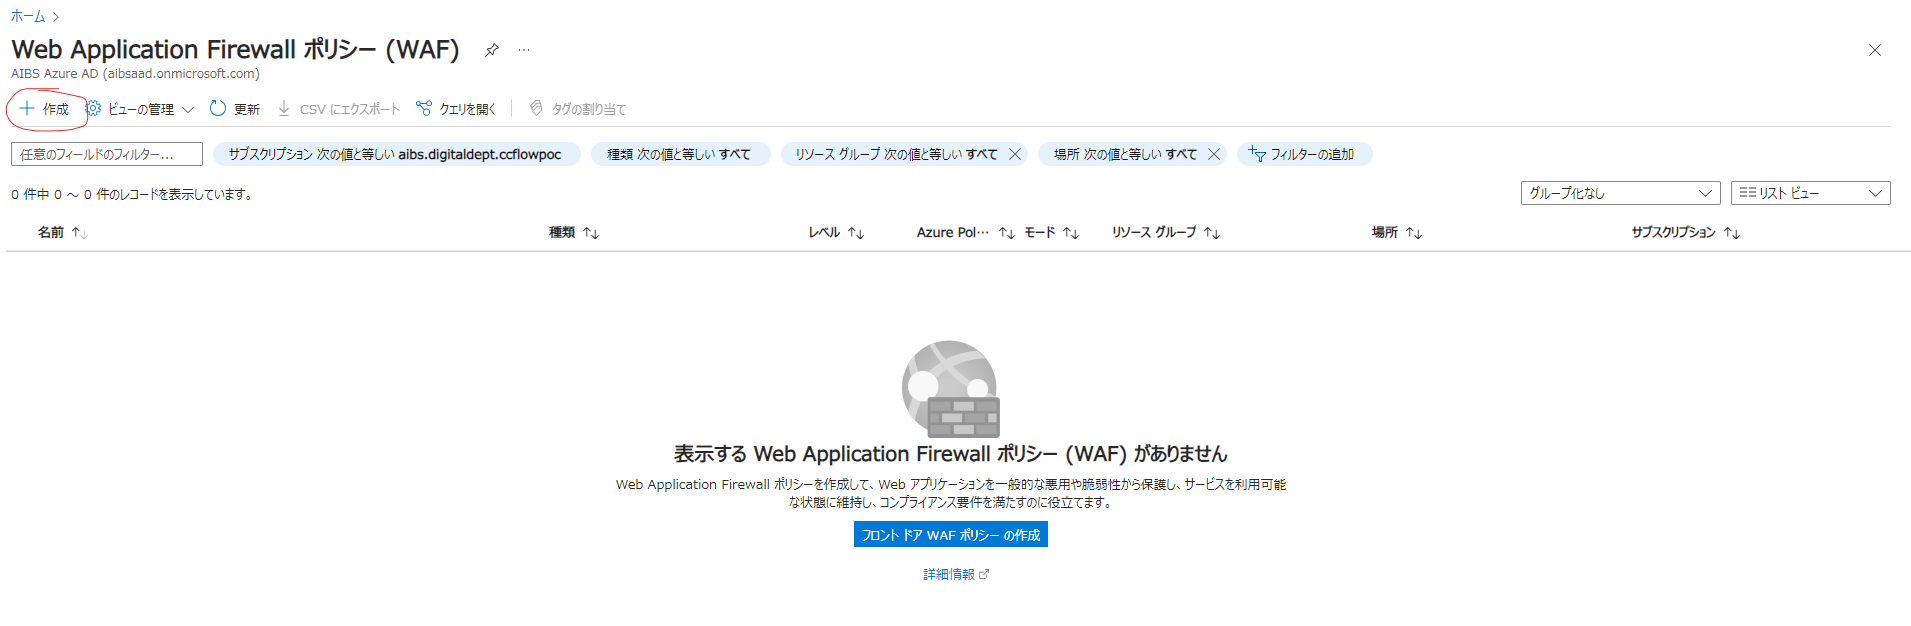 ホーム
Web Application Firewall ポリシー (WAF)
AIBS Azure AD (aibsaad.onmicrosoft.com)
作成 ビューの管理 更新 CSV にエクスポート クエリを開く タグの割り当て
任意のフィールドのフィルター... サブスクリプション 次の値と等しい aibs.digitaldept.ccflowpoc 種類 次の値と等しい すべて リソース グループ 次の値と等しい すべて 場所 次の値と等しい すべて フィルターの追加
0 件中 0 ～ 0 件のレコードを表示しています。 グループ化なし リスト ビュー
名前 種類 レベル Azure Pol… モード リソース グループ 場所 サブスクリプション
表示する Web Application Firewall ポリシー (WAF) がありません
Web Application Firewall ポリシーを作成して、Web アプリケーションを一般的な悪用や脆弱性から保護し、サービスを利用可能
な状態に維持し、コンプライアンス要件を満たすのに役立てます。
フロント ドア WAF ポリシー の作成
詳細情報